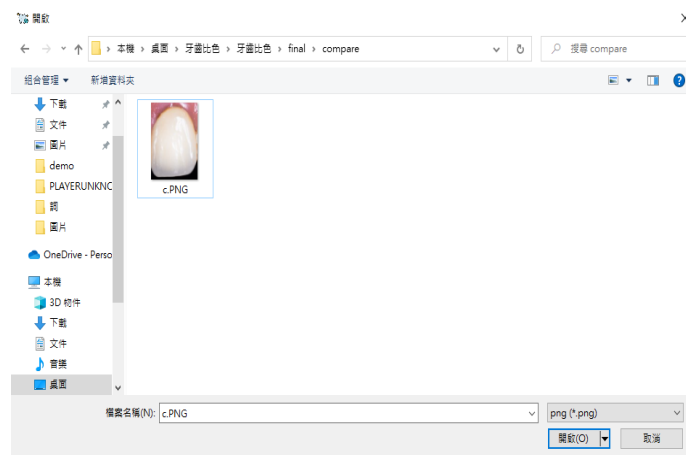 開啟
本機 › 桌面 › 牙齒比色 › 牙齒比色 › final › compare
搜尋 compare
組合管理 新增資料夾
下載
文件
圖片
demo
PLAYERUNKNC
圖片
OneDrive - Perso
本機
3D 物件
下載
文件
音樂
桌面
c.PNG
檔案名稱(N): c.PNG
png (*.png)
開啟(O) 取消